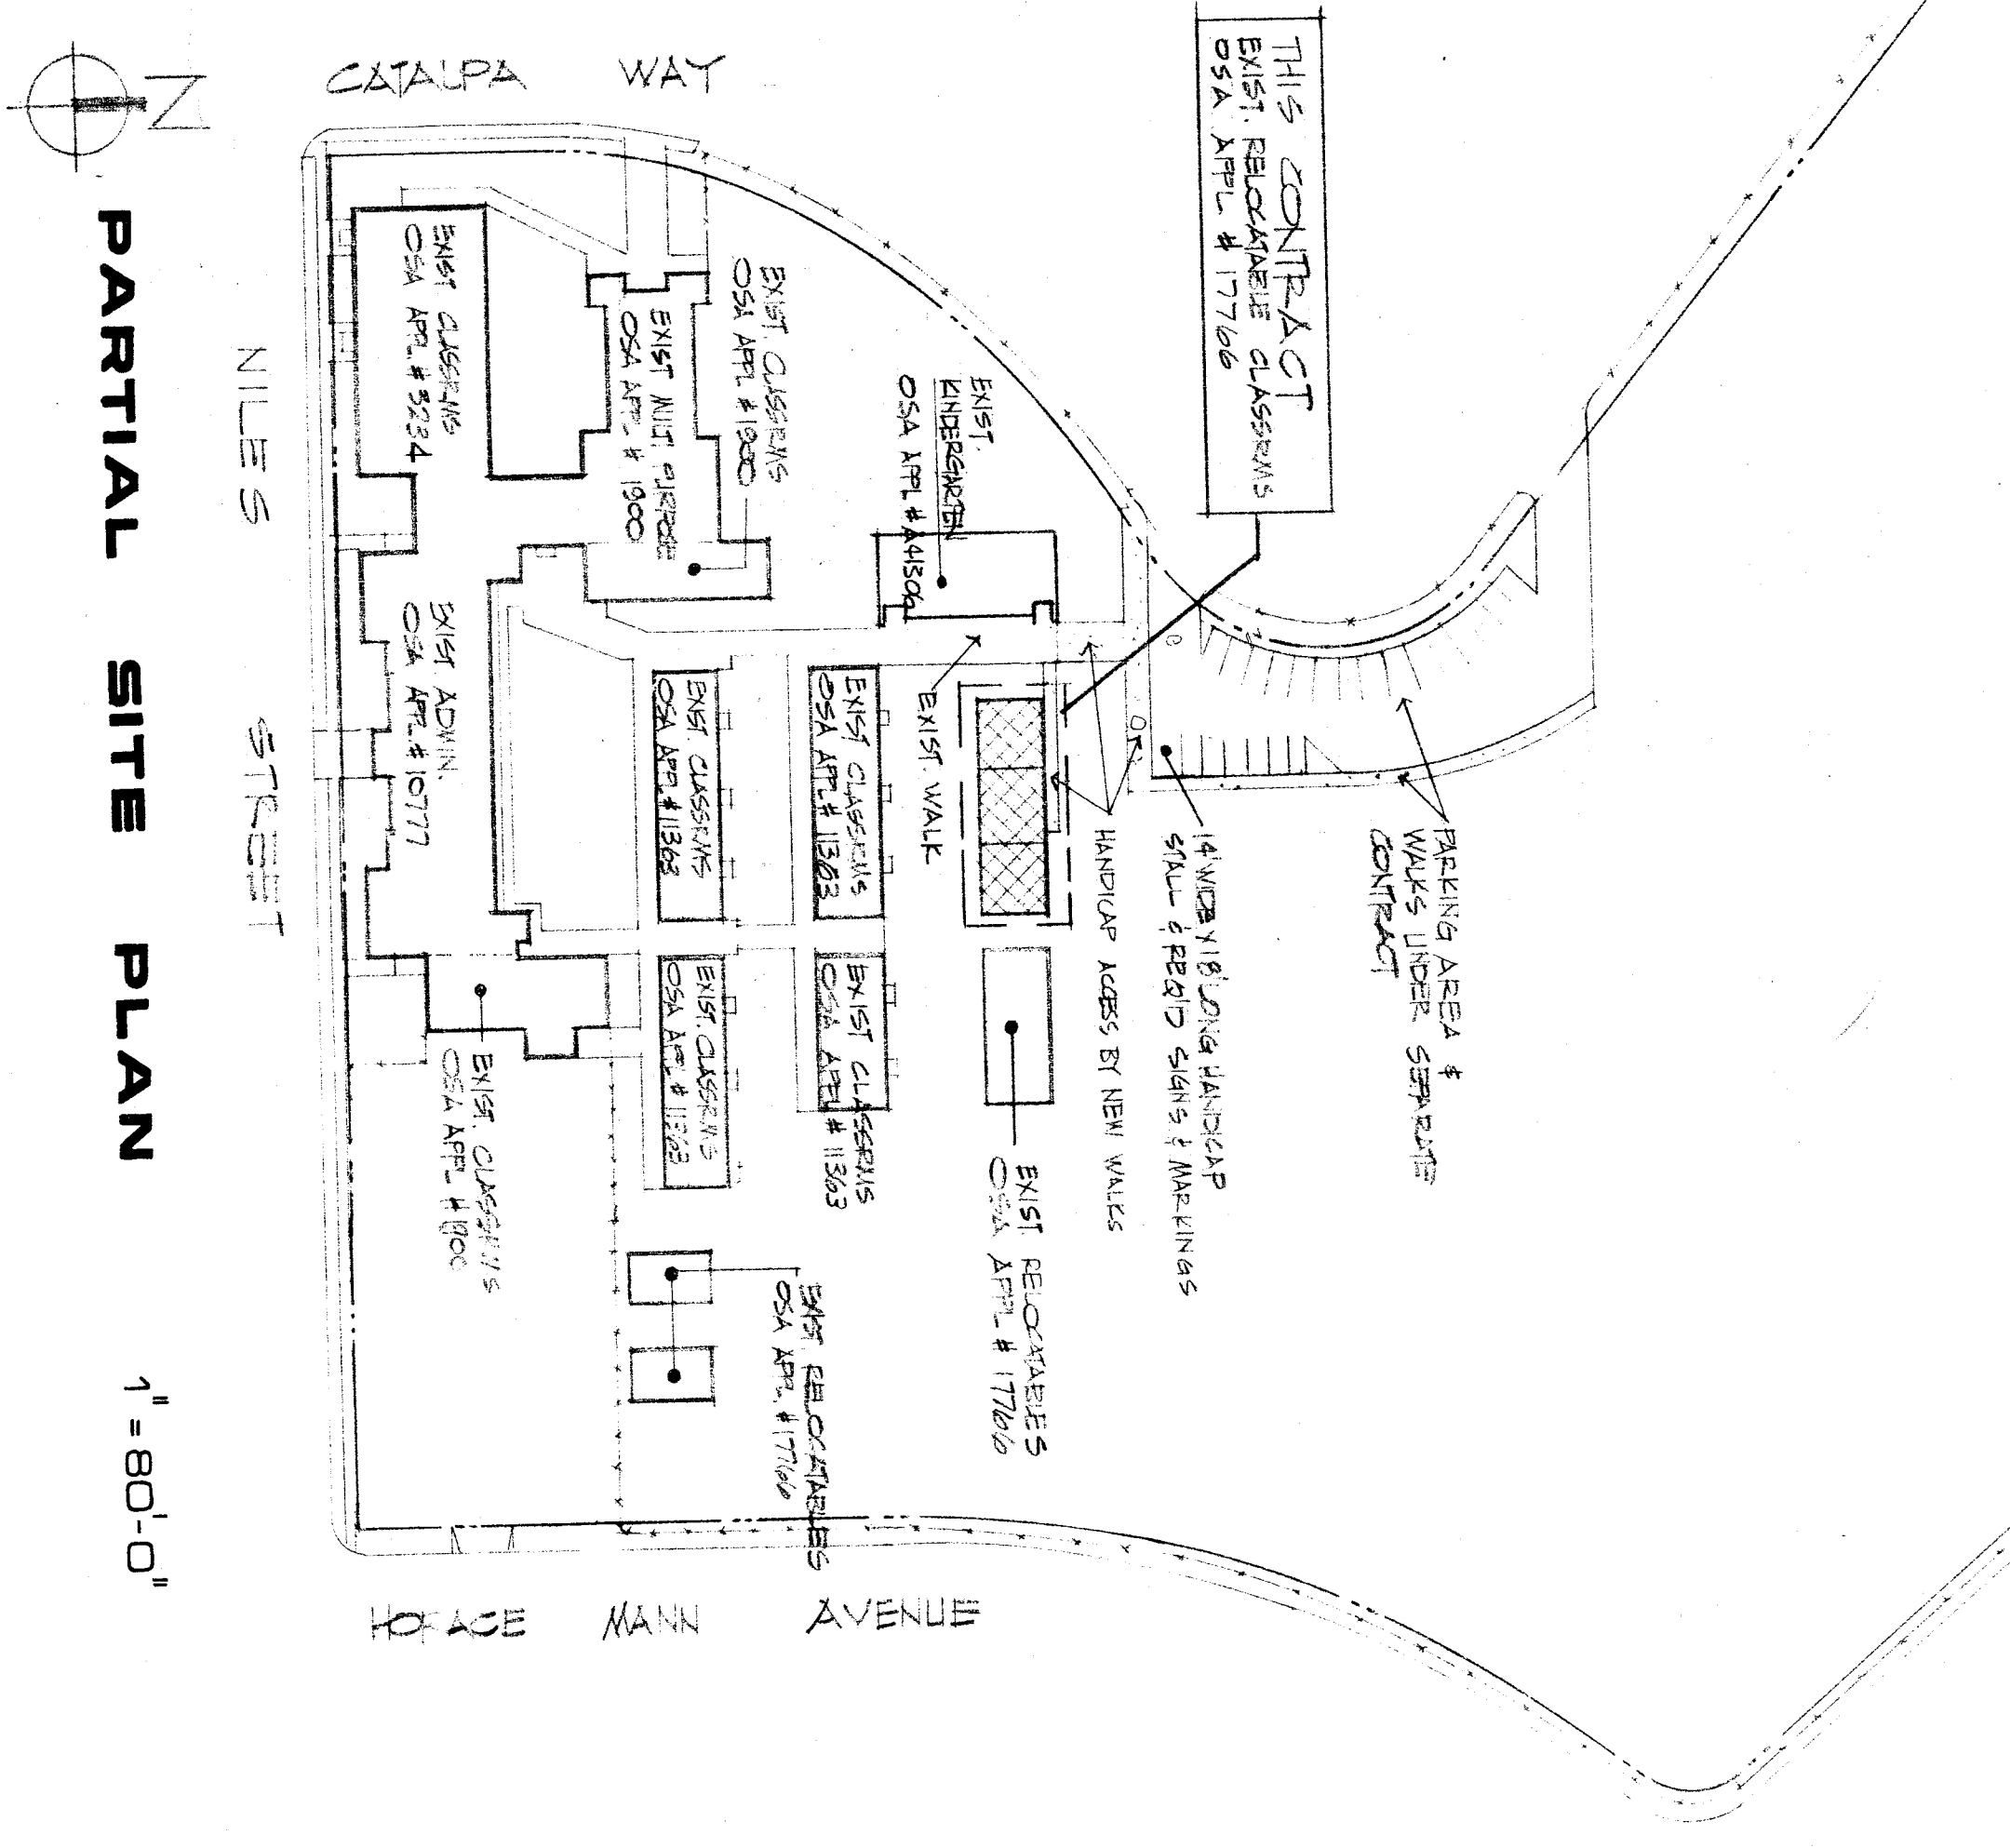 THIS CONTRACT
EXIST. RELOCATABLE CLASSRMS
OSA APPL # 17766
CATALPA WAY
N
EXIST. CLASSRMS
OSA APPL # 1900
EXIST MULTI PURPOSE
OSA APPL # 1900
EXIST CLASSRMS
OSA APPL. # 5284
EXIST.
KINDERGARTEN
OSA APPL # A41306
NILES STREET
EXIST ADMIN.
OSA APPL # 10777
EXIST. CLASSRMS
OSA APPL # 11363
EXIST CLASSRMS
OSA APPL # 11363
EXIST. WALK
PARKING AREA &
WALKS UNDER SEPARATE
CONTRACT
14' WIDE X 18' LONG HANDICAP
STALL & REQ'D SIGNS & MARKINGS
HANDICAP ACCESS BY NEW WALKS
EXIST. CLASSRMS
OSA APPL # 11363
EXIST CLASSRMS
OSA APPL # 11363
EXIST. CLASSRMS
OSA APPL # 1900
EXIST RELOCATABLES
OSA APPL # 17766
EXIST RELOCATABLES
OSA APPL. # 17766
HORACE MANN AVENUE
PARTIAL SITE PLAN
1" = 80'-0"